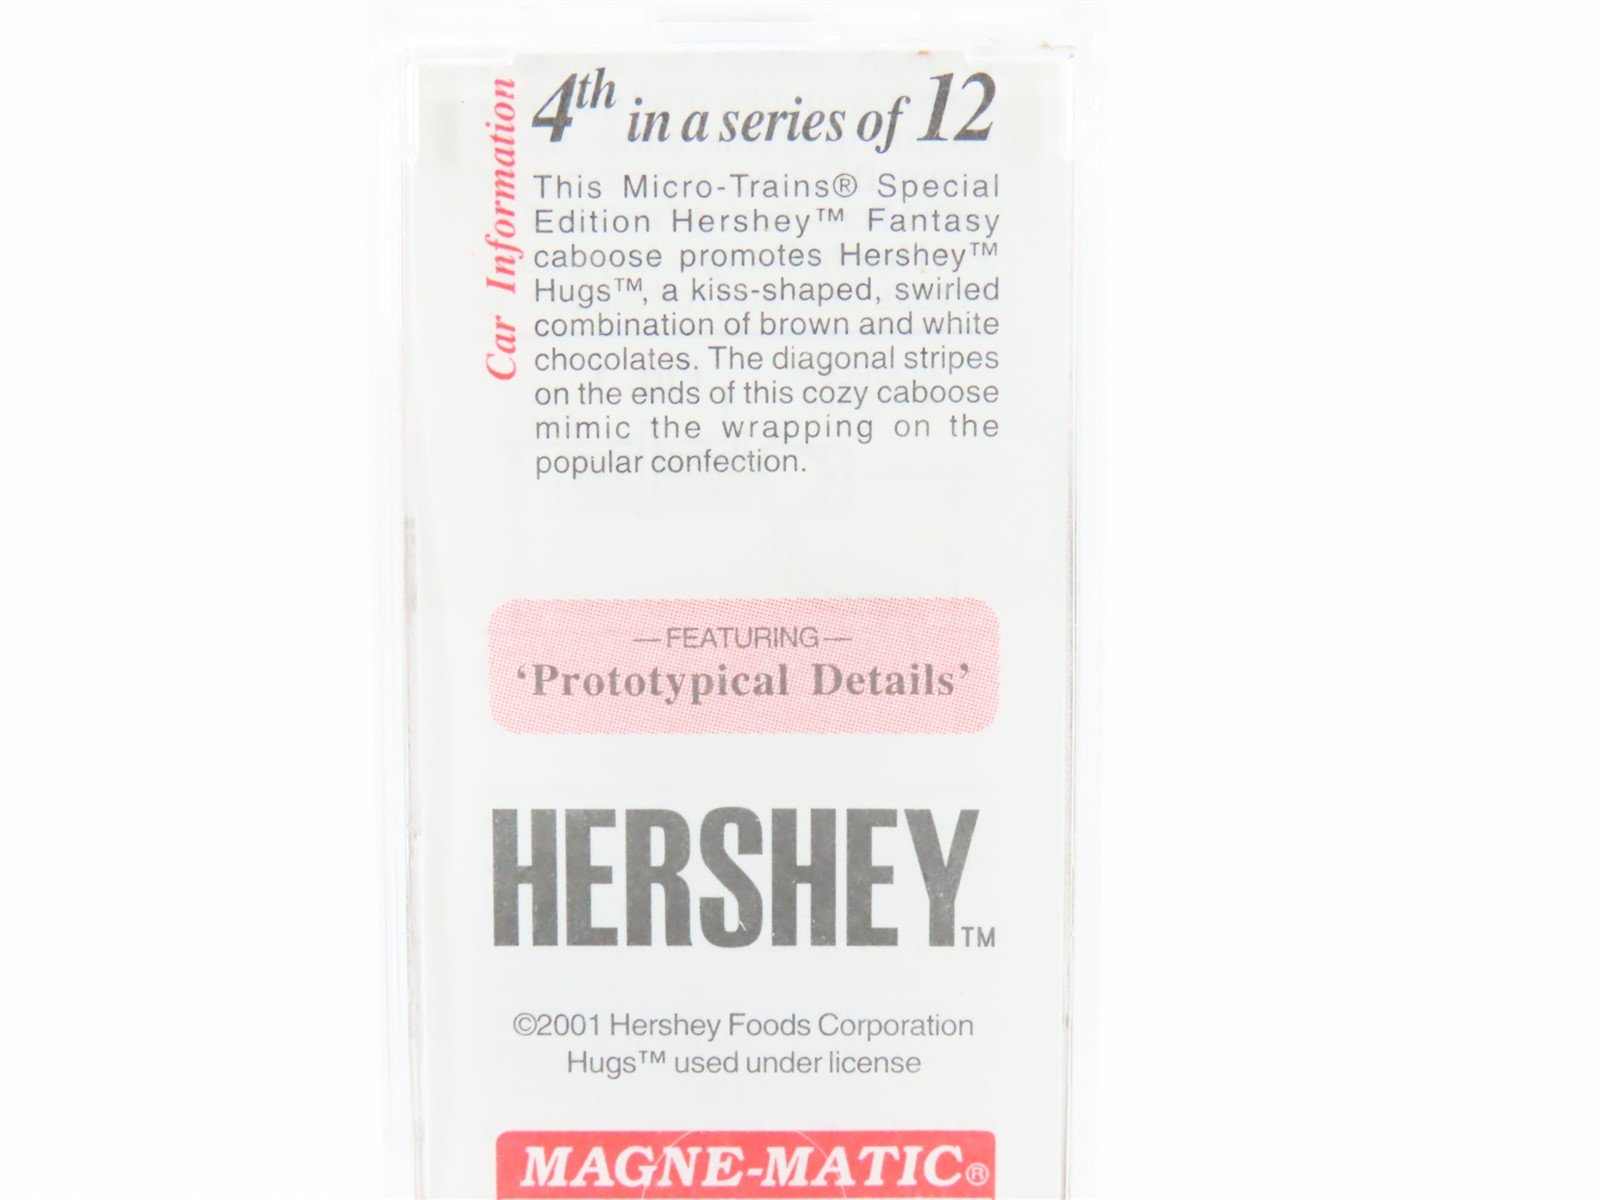 Car Information
4th in a series of 12
This Micro-Trains® Special
Edition Hershey™ Fantasy
caboose promotes Hershey™
Hugs™, a kiss-shaped, swirled
combination of brown and white
chocolates. The diagonal stripes
on the ends of this cozy caboose
mimic the wrapping on the
popular confection.
—FEATURING—
‘Prototypical Details’
HERSHEY™
©2001 Hershey Foods Corporation
Hugs™ used under license
MAGNE-MATIC®